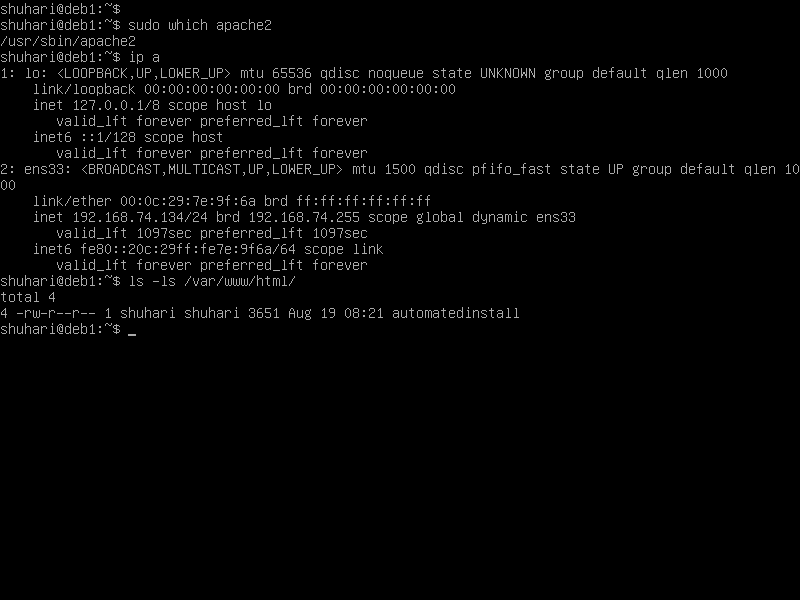 shuhari@deb1:~$
shuhari@deb1:~$ sudo which apache2
/usr/sbin/apache2
shuhari@deb1:~$ ip a
1: lo: <LOOPBACK,UP,LOWER_UP> mtu 65536 qdisc noqueue state UNKNOWN group default qlen 1000
    link/loopback 00:00:00:00:00:00 brd 00:00:00:00:00:00
    inet 127.0.0.1/8 scope host lo
       valid_lft forever preferred_lft forever
    inet6 ::1/128 scope host
       valid_lft forever preferred_lft forever
2: ens33: <BROADCAST,MULTICAST,UP,LOWER_UP> mtu 1500 qdisc pfifo_fast state UP group default qlen 10
00
    link/ether 00:0c:29:7e:9f:6a brd ff:ff:ff:ff:ff:ff
    inet 192.168.74.134/24 brd 192.168.74.255 scope global dynamic ens33
       valid_lft 1097sec preferred_lft 1097sec
    inet6 fe80::20c:29ff:fe7e:9f6a/64 scope link
       valid_lft forever preferred_lft forever
shuhari@deb1:~$ ls -ls /var/www/html/
total 4
4 -rw-r--r-- 1 shuhari shuhari 3651 Aug 19 08:21 automatedinstall
shuhari@deb1:~$ _